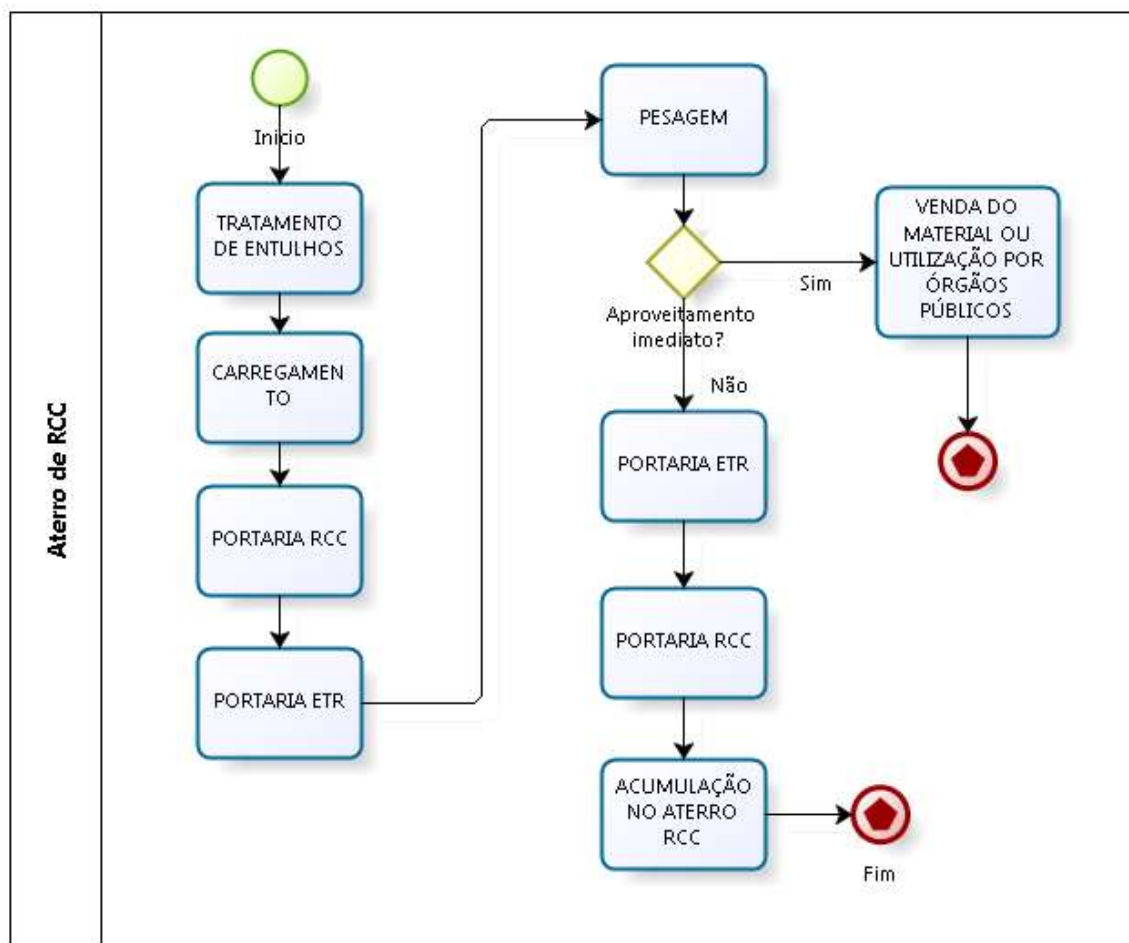 Aterro de RCC
Início
TRATAMENTO
DE ENTULHOS
CARREGAMEN
TO
PORTARIA RCC
PORTARIA ETR
PESAGEM
Aproveitamento
imediato?
Sim
VENDA DO
MATERIAL OU
UTILIZAÇÃO POR
ÓRGÃOS
PÚBLICOS
Não
PORTARIA ETR
PORTARIA RCC
ACUMULAÇÃO
NO ATERRO
RCC
Fim